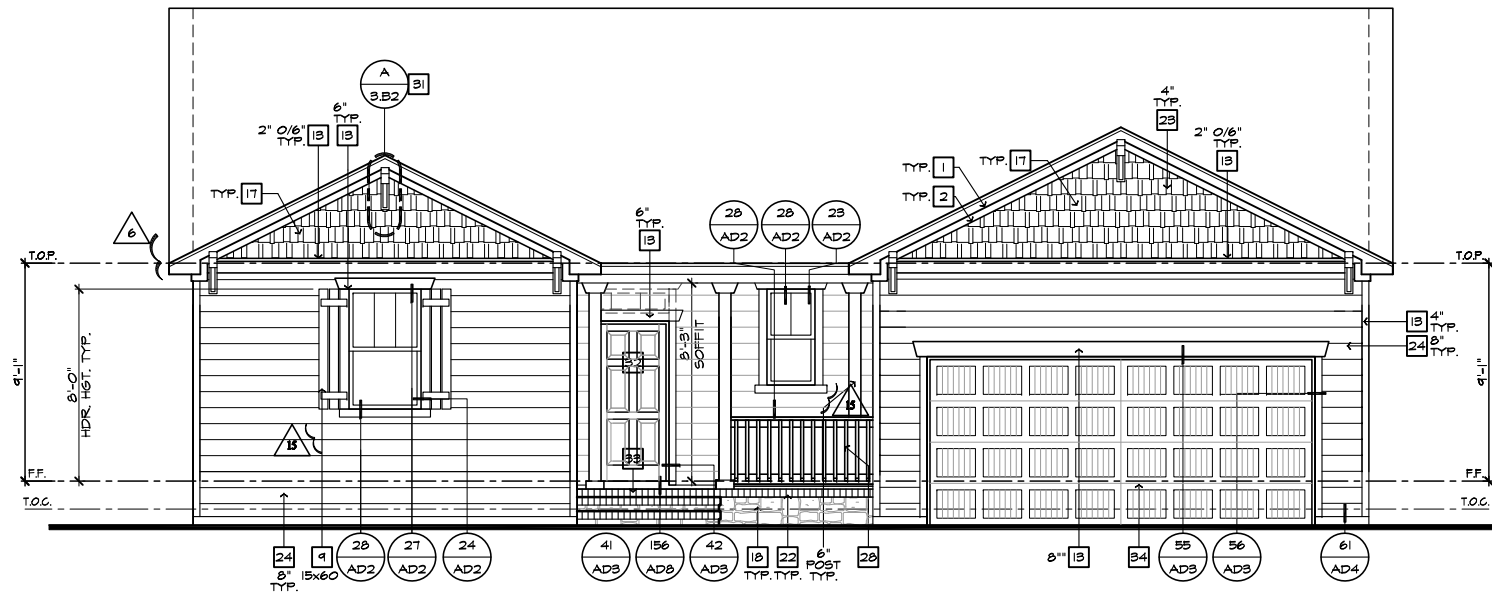 A
3.B2
31
6"
TYP.
13
2" O/6"
TYP.
13
TYP. 17
6
4"
TYP.
23
2" O/6"
TYP.
13
TYP. 1
TYP. 17
TYP. 2
6"
TYP.
13
28
AD2
28
AD2
23
AD2
T.O.P.
T.O.P.
9'-1"
8'-0"
HDR. HGT. TYP.
8'-3"
SOFFIT
9'-1"
13 4"
TYP.
24 8"
TYP.
32
33
15
15
F.F.
F.F.
T.O.C.
T.O.C.
24
8"
TYP.
9
15x60
28
AD2
27
AD2
24
AD2
41
AD3
156
AD8
42
AD3
18
TYP.
22
TYP.
6"
POST
TYP.
28
8"" 13
34
55
AD3
56
AD3
61
AD4